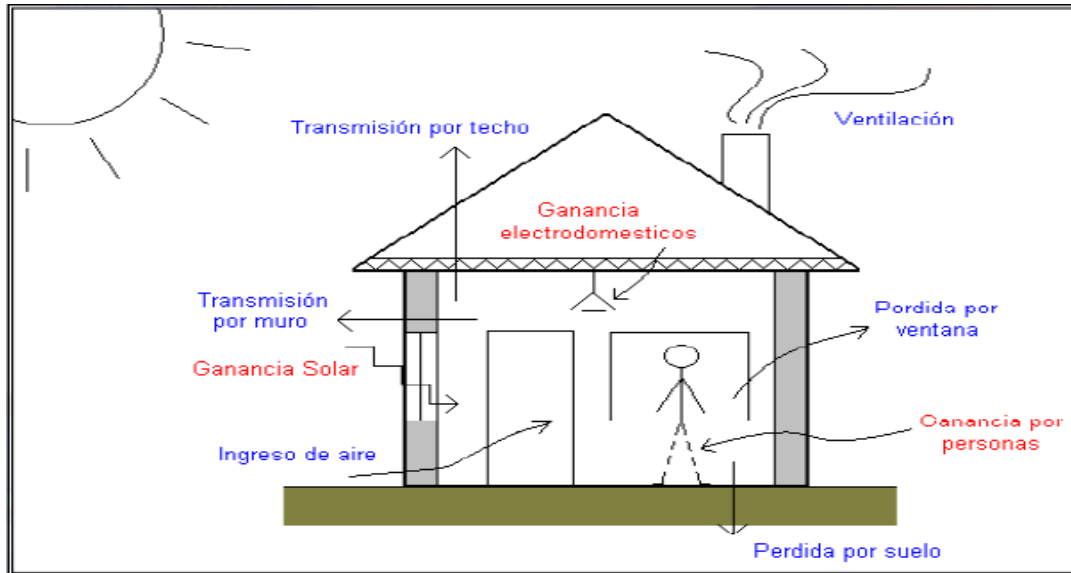 Transmisión por techo
Ventilación
Ganancia
electrodomesticos
Transmisión
por muro
Pordida por
ventana
Ganancia Solar
Ganancia por
personas
Ingreso de aire
Perdida por suelo